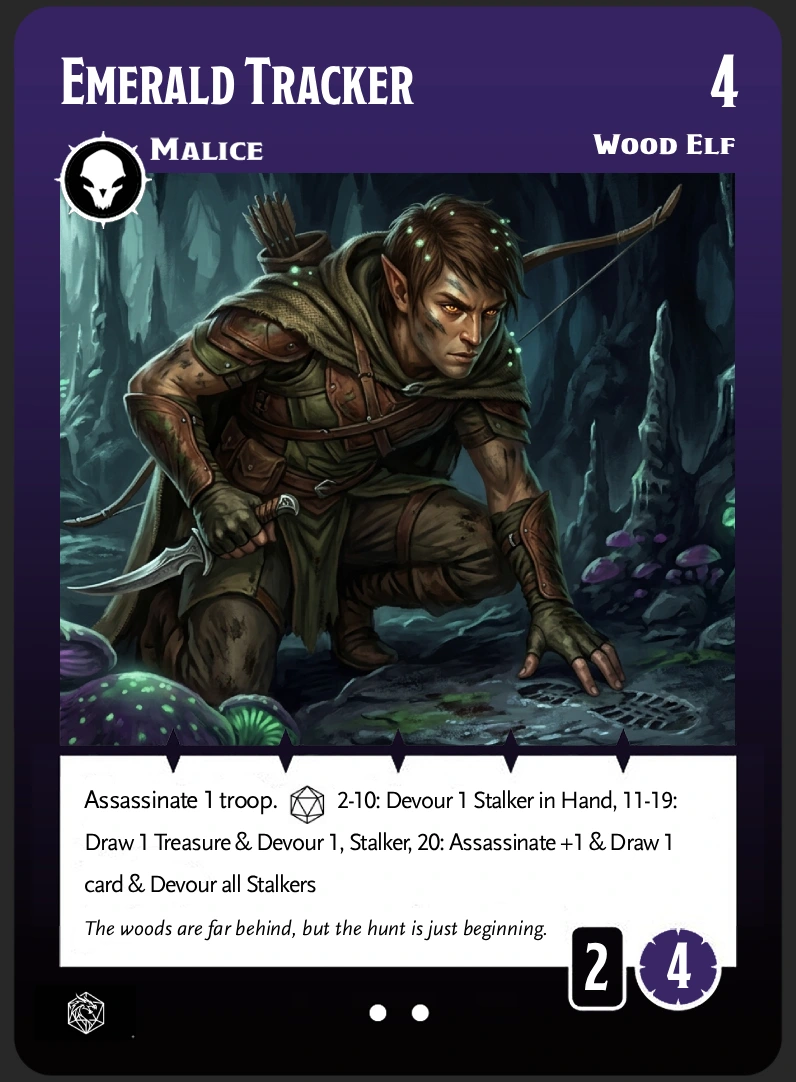 Emerald Tracker 4
Malice Wood Elf
Assassinate 1 troop. 2-10: Devour 1 Stalker in Hand, 11-19:
Draw 1 Treasure & Devour 1, Stalker, 20: Assassinate +1 & Draw 1
card & Devour all Stalkers
The woods are far behind, but the hunt is just beginning.
2 4